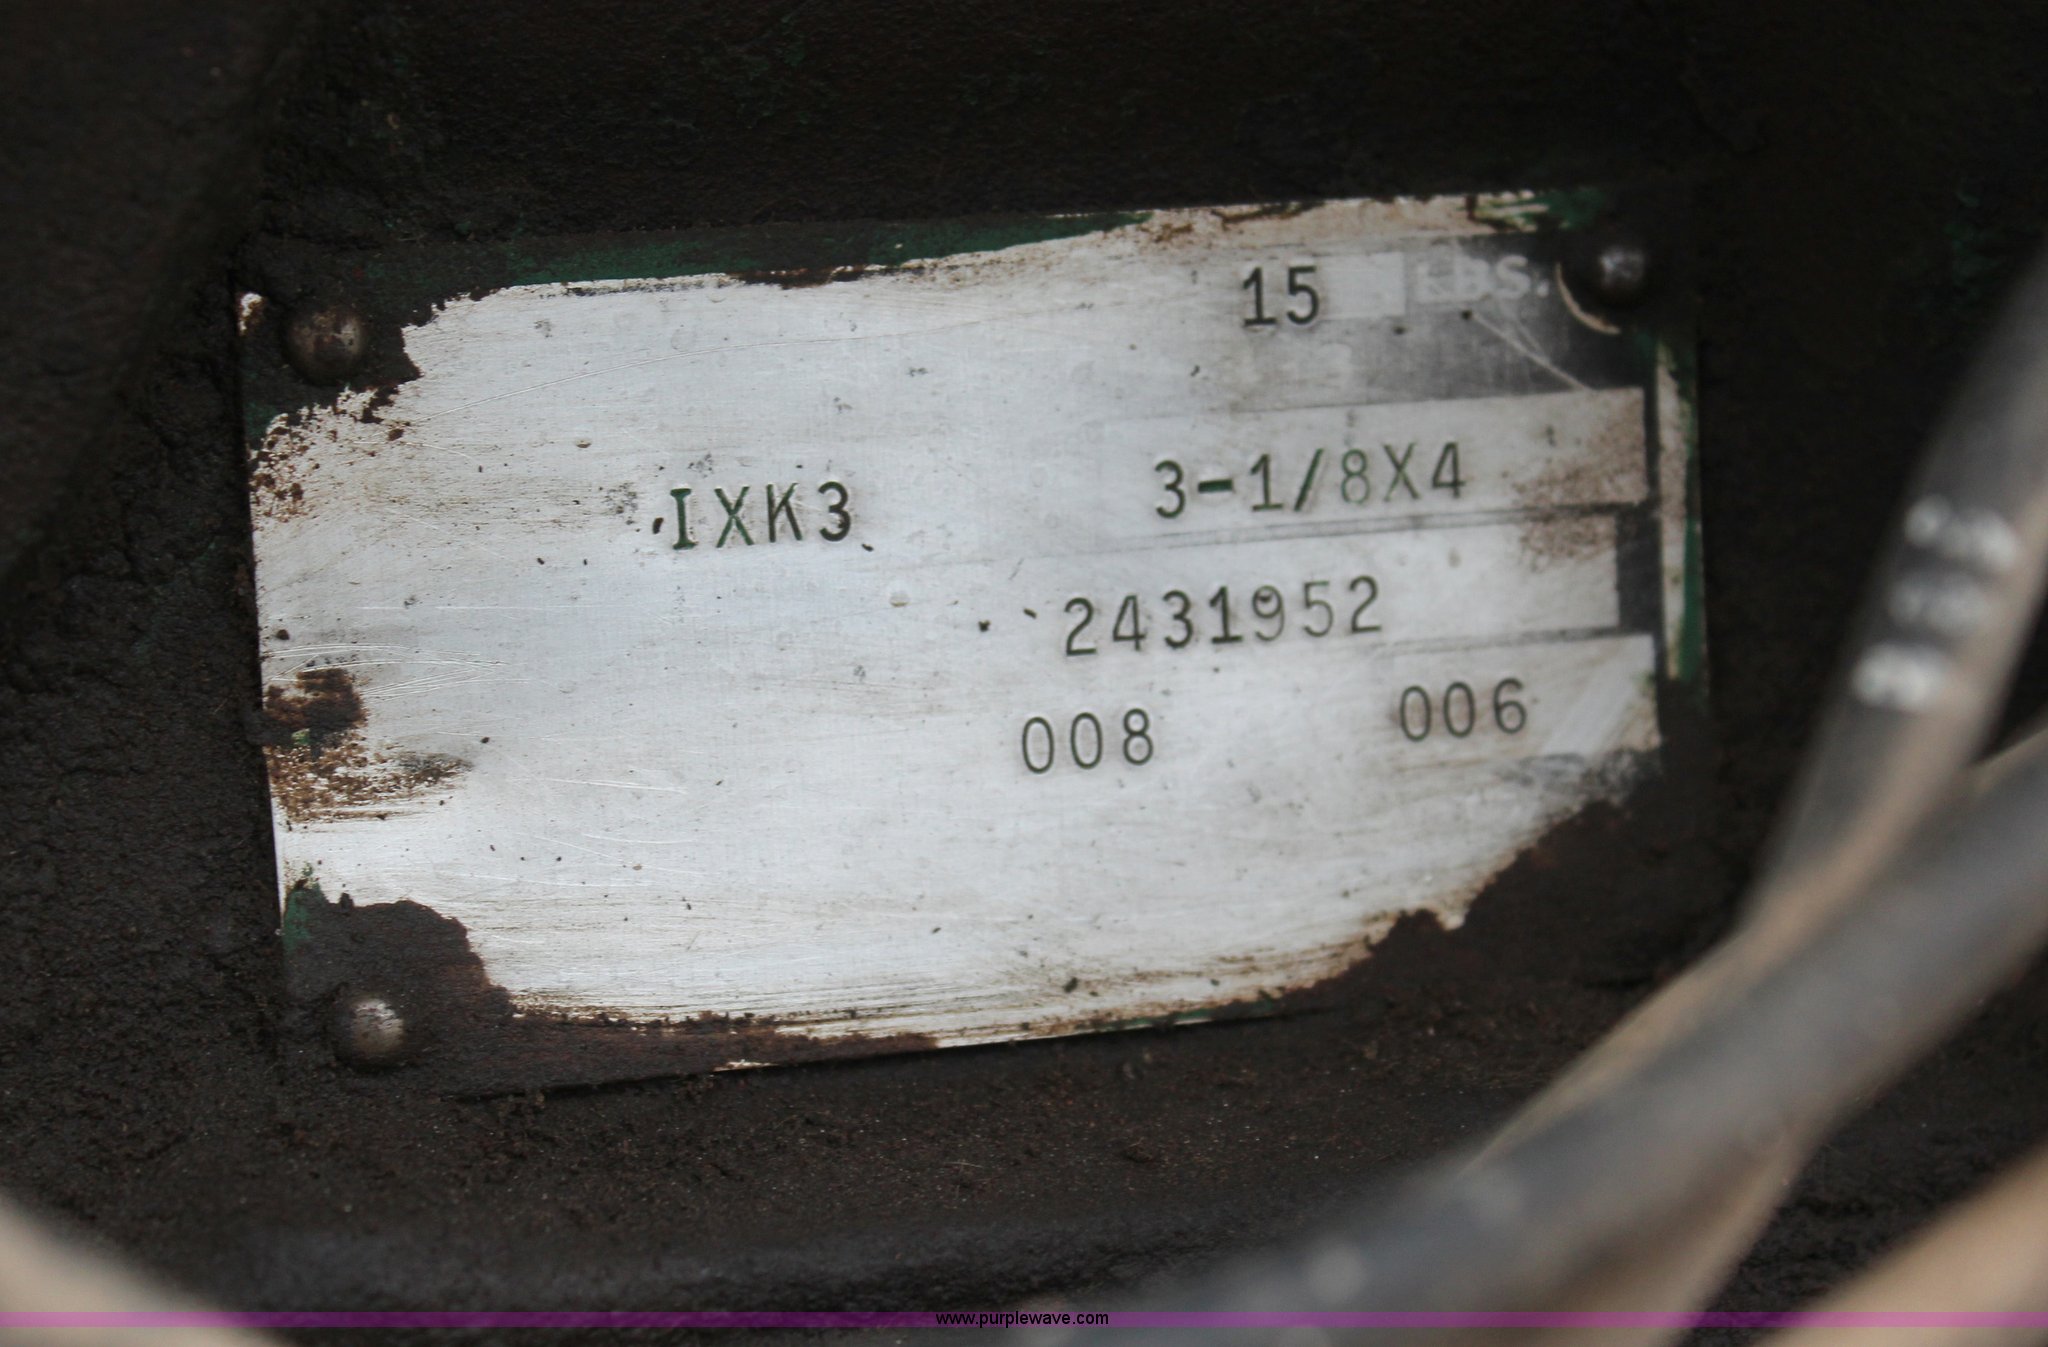 15 LBS.
IXK3 3-1/8X4
2431952
008 006
www.purplewave.com